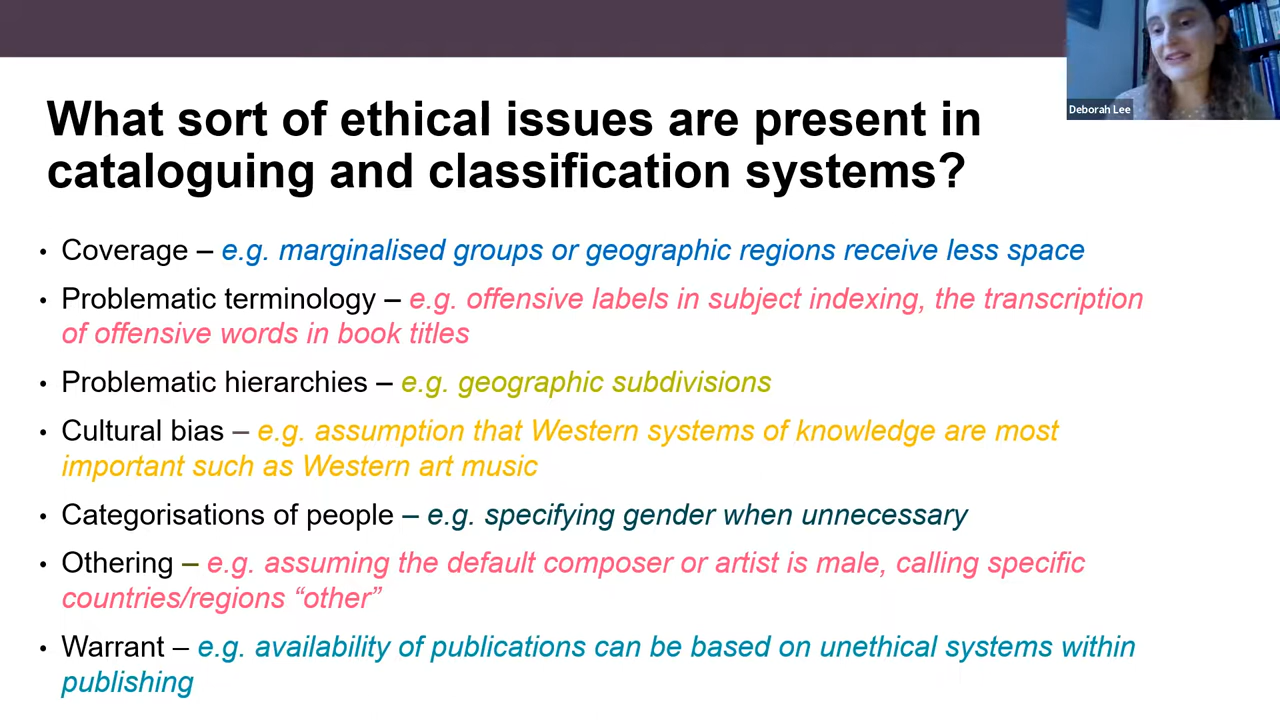 Deborah Lee
What sort of ethical issues are present in
cataloguing and classification systems?
• Coverage – e.g. marginalised groups or geographic regions receive less space
• Problematic terminology – e.g. offensive labels in subject indexing, the transcription
of offensive words in book titles
• Problematic hierarchies – e.g. geographic subdivisions
• Cultural bias – e.g. assumption that Western systems of knowledge are most
important such as Western art music
• Categorisations of people – e.g. specifying gender when unnecessary
• Othering – e.g. assuming the default composer or artist is male, calling specific
countries/regions “other”
• Warrant – e.g. availability of publications can be based on unethical systems within
publishing